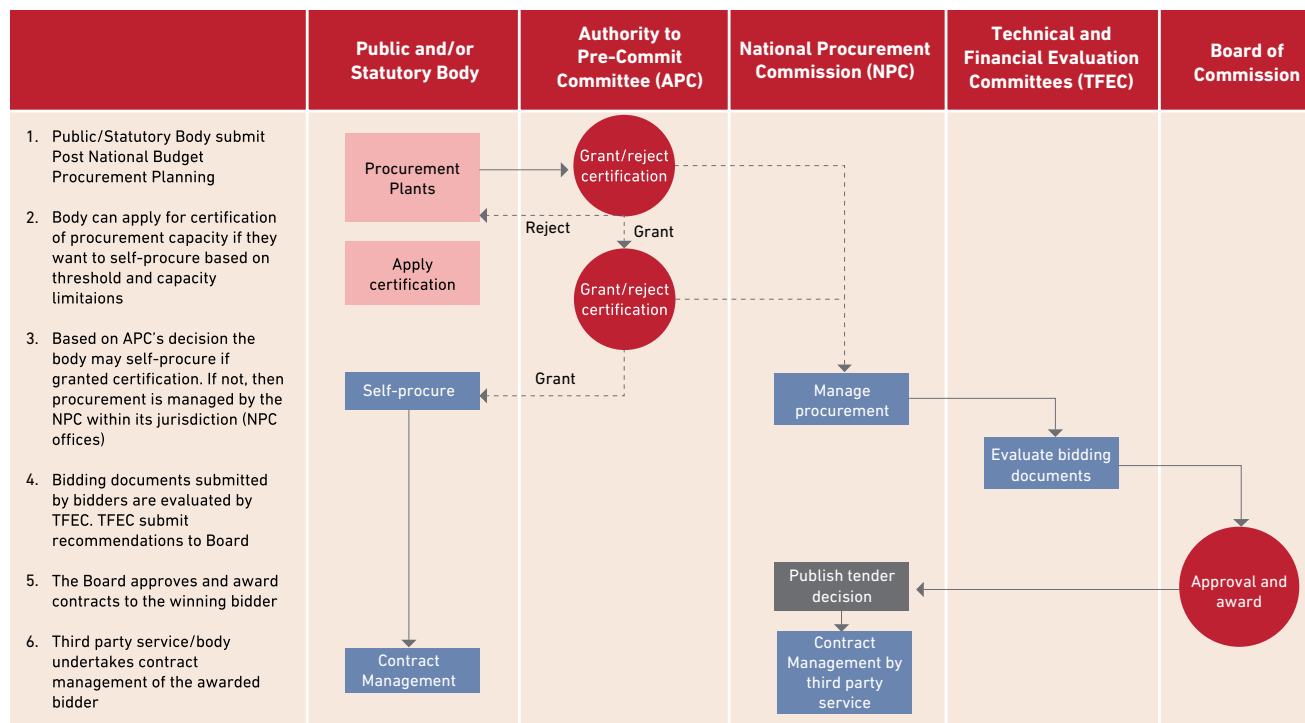 Public and/or
Statutory Body
Authority to
Pre-Commit
Committee (APC)
National Procurement
Commission (NPC)
Technical and
Financial Evaluation
Committees (TFEC)
Board of
Commission
1. Public/Statutory Body submit
Post National Budget
Procurement Planning
2. Body can apply for certification
of procurement capacity if they
want to self-procure based on
threshold and capacity
limitaions
3. Based on APC's decision the
body may self-procure if
granted certification. If not, then
procurement is managed by the
NPC within its jurisdiction (NPC
offices)
4. Bidding documents submitted
by bidders are evaluated by
TFEC. TFEC submit
recommendations to Board
5. The Board approves and award
contracts to the winning bidder
6. Third party service/body
undertakes contract
management of the awarded
bidder
Procurement
Plants
Grant/reject
certification
Reject
Grant
Apply
certification
Grant/reject
certification
Grant
Self-procure
Manage
procurement
Evaluate bidding
documents
Approval and
award
Publish tender
decision
Contract
Management
Contract
Management by
third party
service